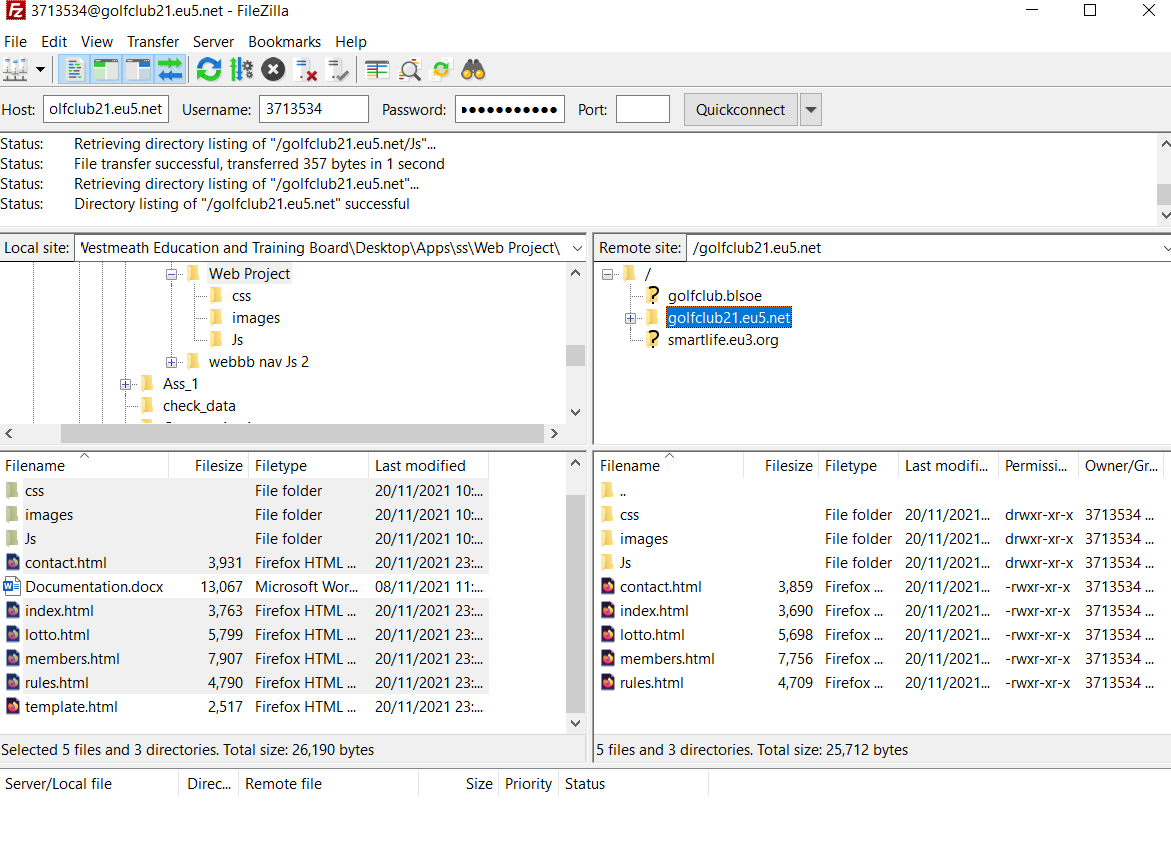 3713534@golfclub21.eu5.net - FileZilla
File Edit View Transfer Server Bookmarks Help
Host: olfclub21.eu5.net Username: 3713534 Password: ●●●●●●●●●●● Port: Quickconnect
Status: Retrieving directory listing of "/golfclub21.eu5.net/Js"...
Status: File transfer successful, transferred 357 bytes in 1 second
Status: Retrieving directory listing of "/golfclub21.eu5.net"...
Status: Directory listing of "/golfclub21.eu5.net" successful
Local site: Westmeath Education and Training Board\Desktop\Apps\ss\Web Project\
Web Project
css
images
Js
webbb nav Js 2
Ass_1
check_data
Remote site: /golfclub21.eu5.net
/
golfclub.blsoe
golfclub21.eu5.net
smartlife.eu3.org
Filename Filesize Filetype Last modified
css File folder 20/11/2021 10:...
images File folder 20/11/2021 10:...
Js File folder 20/11/2021 10:...
contact.html 3,931 Firefox HTML ... 20/11/2021 23:...
Documentation.docx 13,067 Microsoft Wor... 08/11/2021 11:...
index.html 3,763 Firefox HTML ... 20/11/2021 23:...
lotto.html 5,799 Firefox HTML ... 20/11/2021 23:...
members.html 7,907 Firefox HTML ... 20/11/2021 23:...
rules.html 4,790 Firefox HTML ... 20/11/2021 23:...
template.html 2,517 Firefox HTML ... 20/11/2021 23:...
Selected 5 files and 3 directories. Total size: 26,190 bytes
Filename Filesize Filetype Last modifi... Permissi... Owner/Gr...
..
css File folder 20/11/2021... drwxr-xr-x 3713534 ...
images File folder 20/11/2021... drwxr-xr-x 3713534 ...
Js File folder 20/11/2021... drwxr-xr-x 3713534 ...
contact.html 3,859 Firefox ... 20/11/2021... -rwxr-xr-x 3713534 ...
index.html 3,690 Firefox ... 20/11/2021... -rwxr-xr-x 3713534 ...
lotto.html 5,698 Firefox ... 20/11/2021... -rwxr-xr-x 3713534 ...
members.html 7,756 Firefox ... 20/11/2021... -rwxr-xr-x 3713534 ...
rules.html 4,709 Firefox ... 20/11/2021... -rwxr-xr-x 3713534 ...
5 files and 3 directories. Total size: 25,712 bytes
Server/Local file Direc... Remote file Size Priority Status